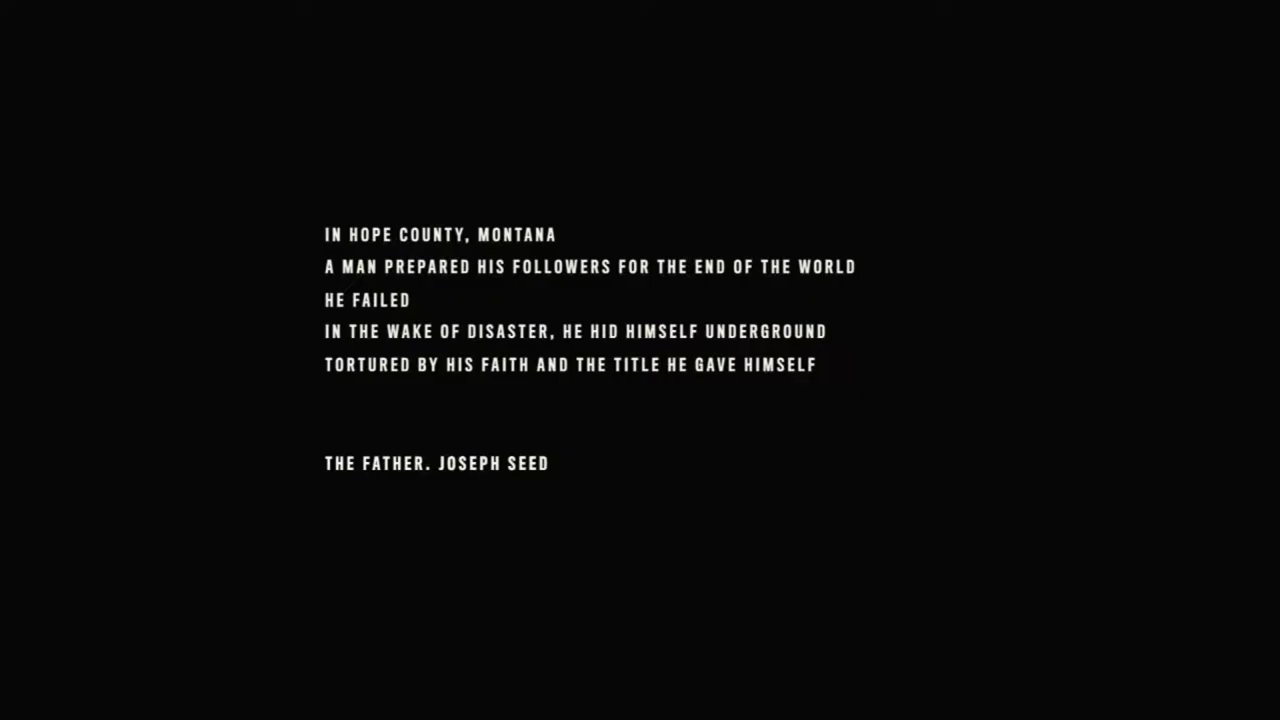 IN HOPE COUNTY, MONTANA
A MAN PREPARED HIS FOLLOWERS FOR THE END OF THE WORLD
HE FAILED
IN THE WAKE OF DISASTER, HE HID HIMSELF UNDERGROUND
TORTURED BY HIS FAITH AND THE TITLE HE GAVE HIMSELF
THE FATHER. JOSEPH SEED